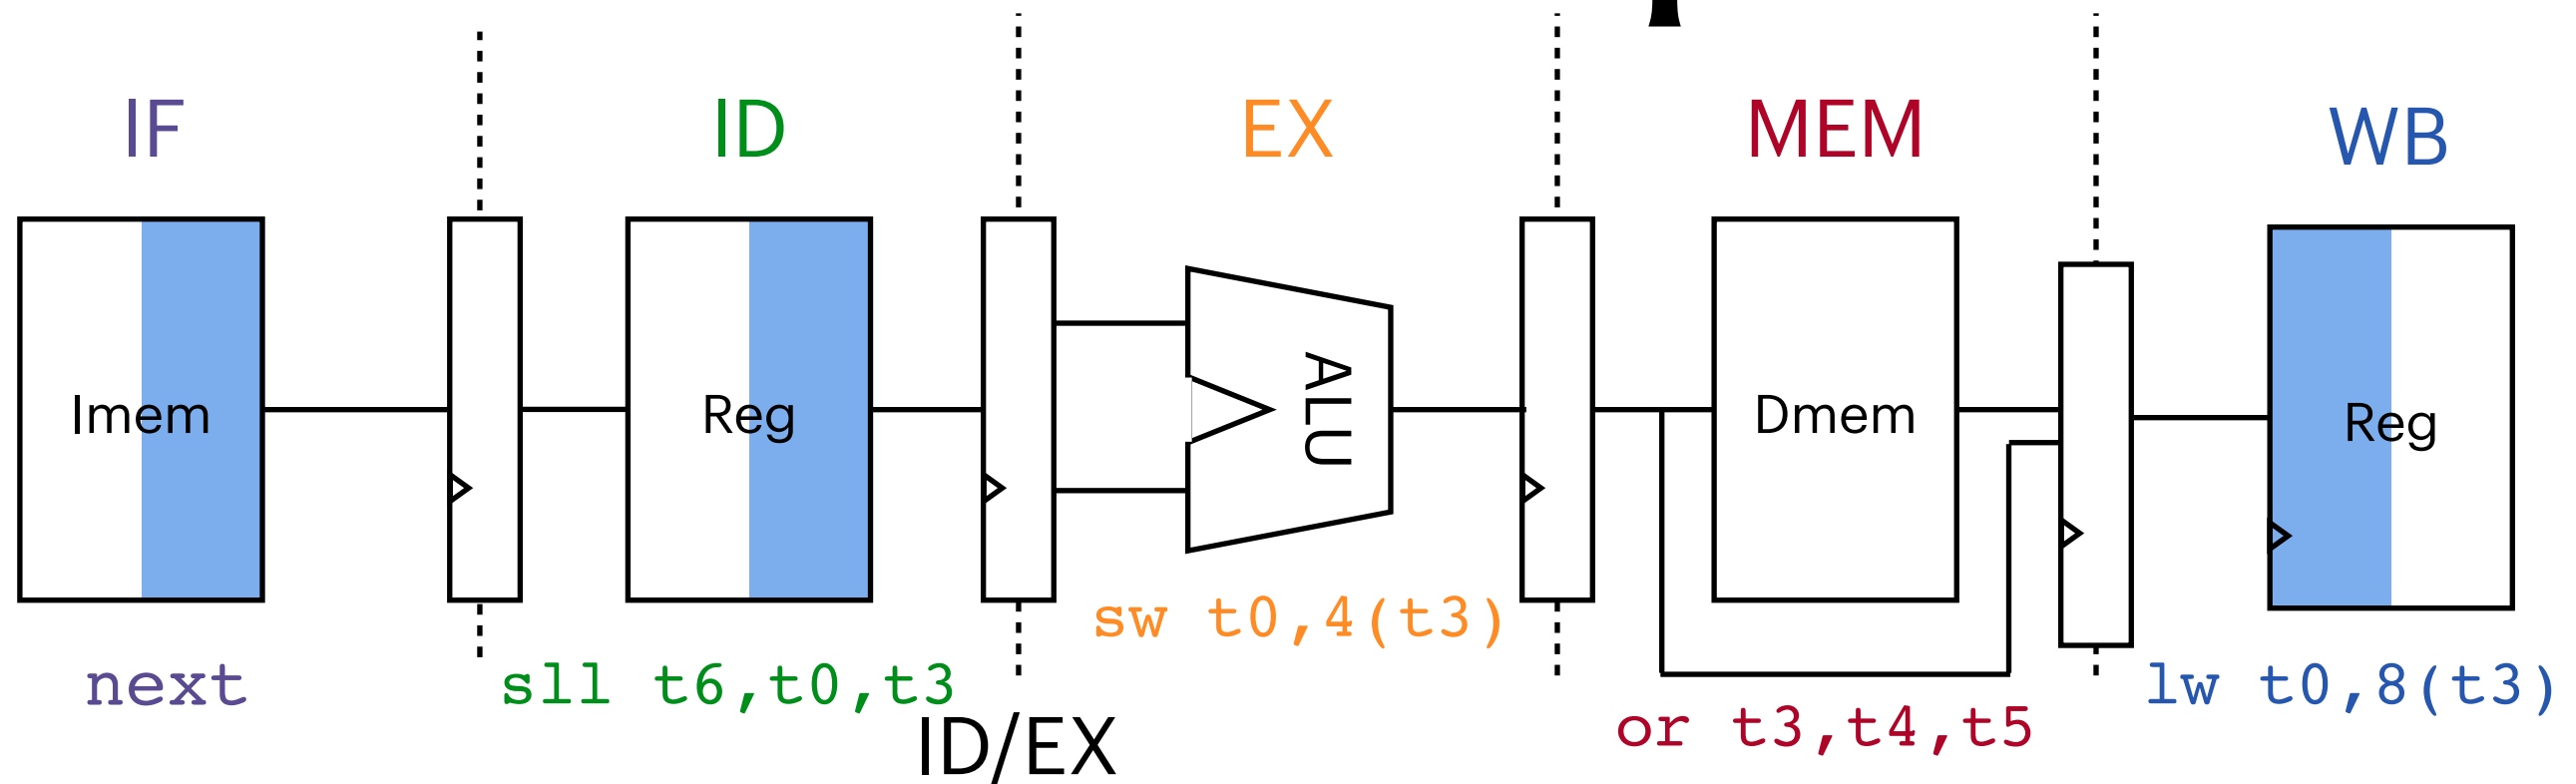 IF
ID
EX
MEM
WB
Imem
Reg
ALU
Dmem
Reg
next
sll t6,t0,t3
sw t0,4(t3)
or t3,t4,t5
lw t0,8(t3)
ID/EX